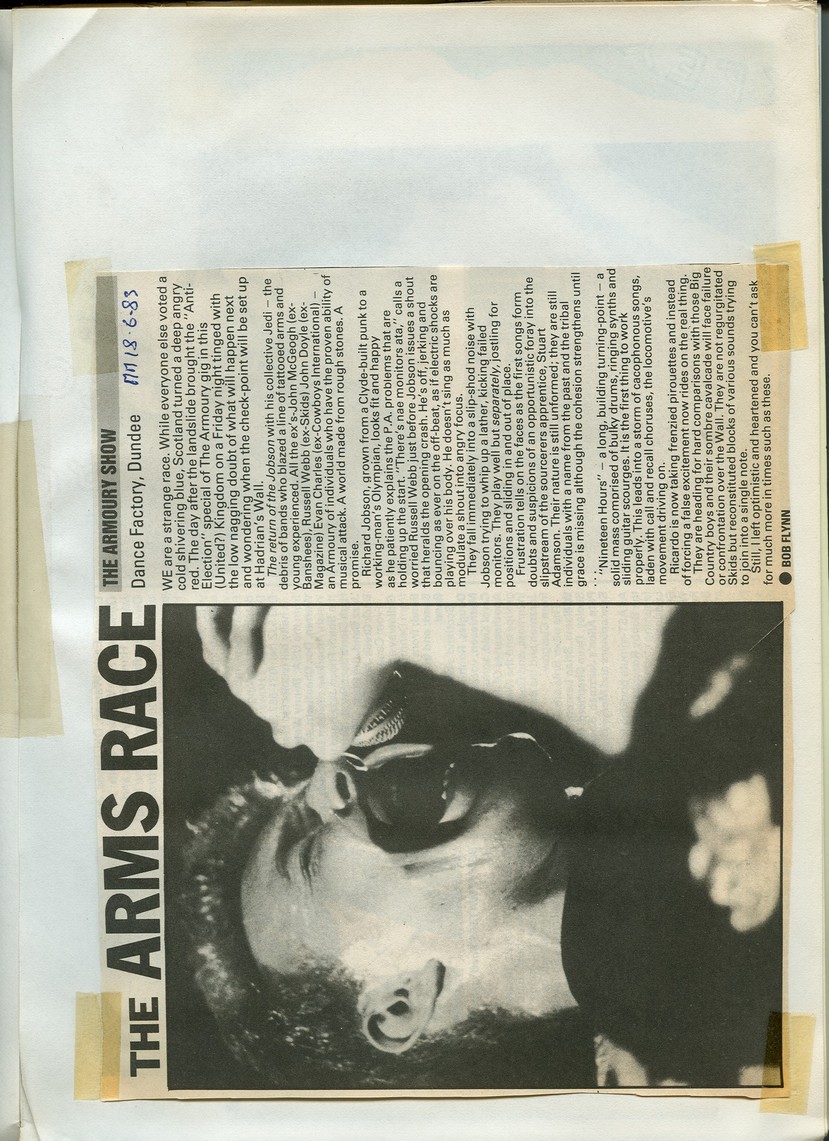 THE ARMS RACE
THE ARMOURY SHOW
Dance Factory, Dundee
MM 18·6·83
WE are a strange race. While everyone else voted a
cold shivering blue, Scotland turned a deep angry
red. The day after the landslide brought the "Anti-
Election" special of The Armoury gig in this
(United?) Kingdom on a Friday night tinged with
the low nagging doubt of what will happen next
and wondering when the check-point will be set up
at Hadrian's Wall.
The return of the Jobson with his collective Jedi – the
debris of bands who blazed a line of tattooed arms and
young experienced. All the ex's-John McGeogh (ex-
Banshees), Russell Webb (ex-Skids) John Doyle (ex-
Magazine) Evan Charles (ex-Cowboys International) –
an Armoury of individuals who have the proven ability of
musical attack. A world made from rough stones. A
promise.
Richard Jobson, grown from a Clyde-built punk to a
working-man's Olympian, looks fit and happy
as he patiently explains the P.A. problems that are
holding up the start. "There's nae monitors ata," calls a
worried Russell Webb just before Jobson issues a shout
that heralds the opening crash. He's off, jerking and
bouncing as ever on the off-beat, as if electric shocks are
playing over his body. He doesn't sing as much as
modulate a shout into angry focus.
They fall immediately into a slip-shod noise with
Jobson trying to whip up a lather, kicking failed
monitors. They play well but separately, jostling for
positions and sliding in and out of place.
Frustration tells in the faces as the first songs form
doubts and suspicions of an opportunistic foray into the
slipstream of the sourcerers apprentice, Stuart
Adamson. Their nature is still unformed; they are still
individuals with a name from the past and the tribal
grace is missing although the cohesion strengthens until
. . .
"Nineteen Hours" – a long, building turning-point – a
solid mass comprised of bulky drums, ringing synths and
sliding guitar scourges. It is the first thing to work
properly. This leads into a storm of cacophonous songs,
laden with call and recall choruses, the locomotive's
movement driving on.
Ricardo is now taking frenzied pirouettes and instead
of forcing a false excitement now rides on the real thing.
They are heading for hard comparisons with those Big
Country boys and their sombre cavalcade will face failure
or confrontation over the Wall. They are not regurgitated
Skids but reconstituted blocks of various sounds trying
to join into a single note.
Still, I left optimistic and heartened and you can't ask
for much more in times such as these.
● BOB FLYNN